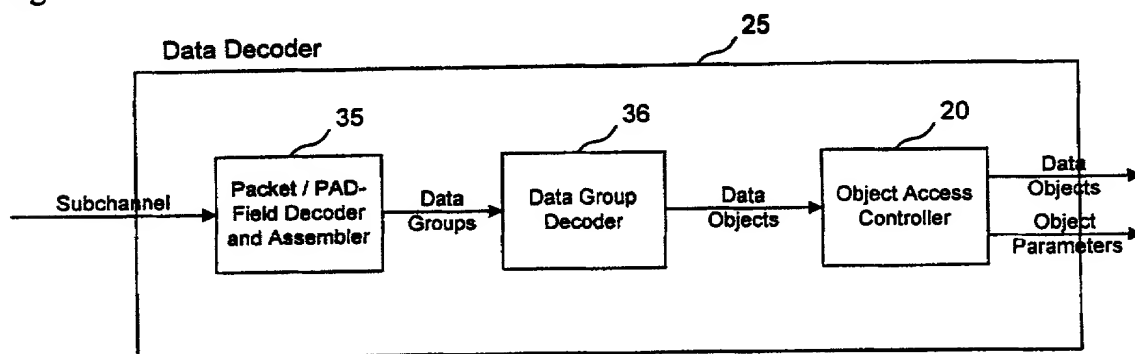 Data Decoder
25
35
36
20
Subchannel
Packet / PAD-
Field Decoder
and Assembler
Data
Groups
Data Group
Decoder
Data
Objects
Object Access
Controller
Data
Objects
Object
Parameters